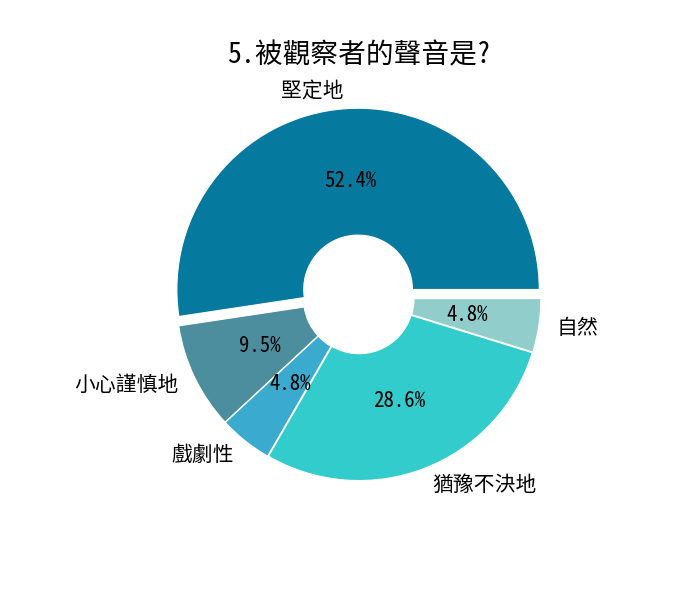 5.被觀察者的聲音是?
堅定地
52.4%
4.8%
自然
9.5%
小心謹慎地
4.8%
28.6%
戲劇性
猶豫不決地